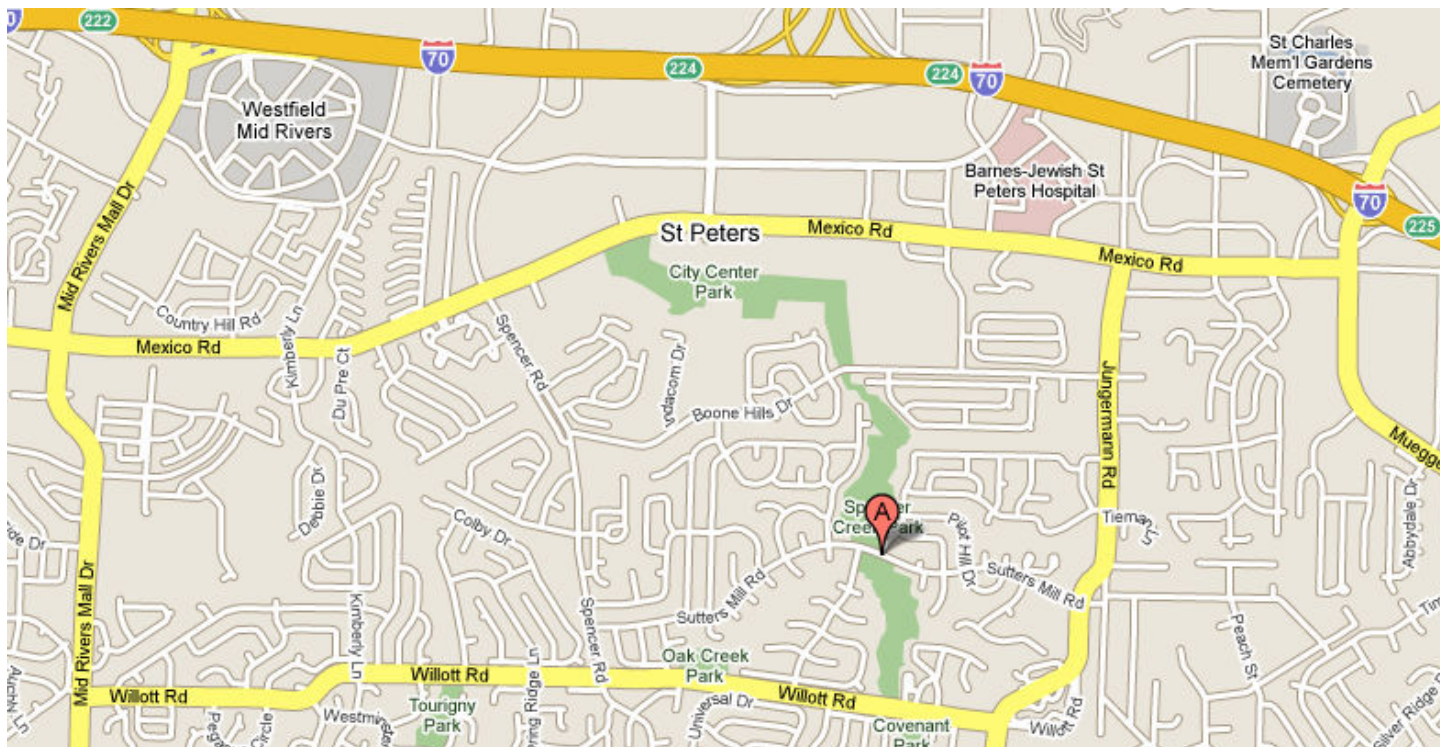 222
70
224
224
70
St Charles
Mem'l Gardens
Cemetery
Westfield
Mid Rivers
Barnes-Jewish St
Peters Hospital
70
225
Mid Rivers Mall Dr
St Peters
Mexico Rd
Mexico Rd
City Center
Park
Country Hill Rd
Kimberly Ln
Du Pre Ct
Mexico Rd
Spencer Rd
Boone Hills Dr
Jungermann Rd
Debbie Dr
Colby Dr
A
Creek Park
Pilot Hill Dr
Abbydale Dr
Mid Rivers Mall Dr
Kimberly Ln
Spencer Rd
Sutters Mill Rd
Sutters Mill Rd
Peach St
Oak Creek
Park
Willott Rd
Willott Rd
Willott Rd
Tourigny
Park
Universal Dr
Covenant
Park
Willott Rd